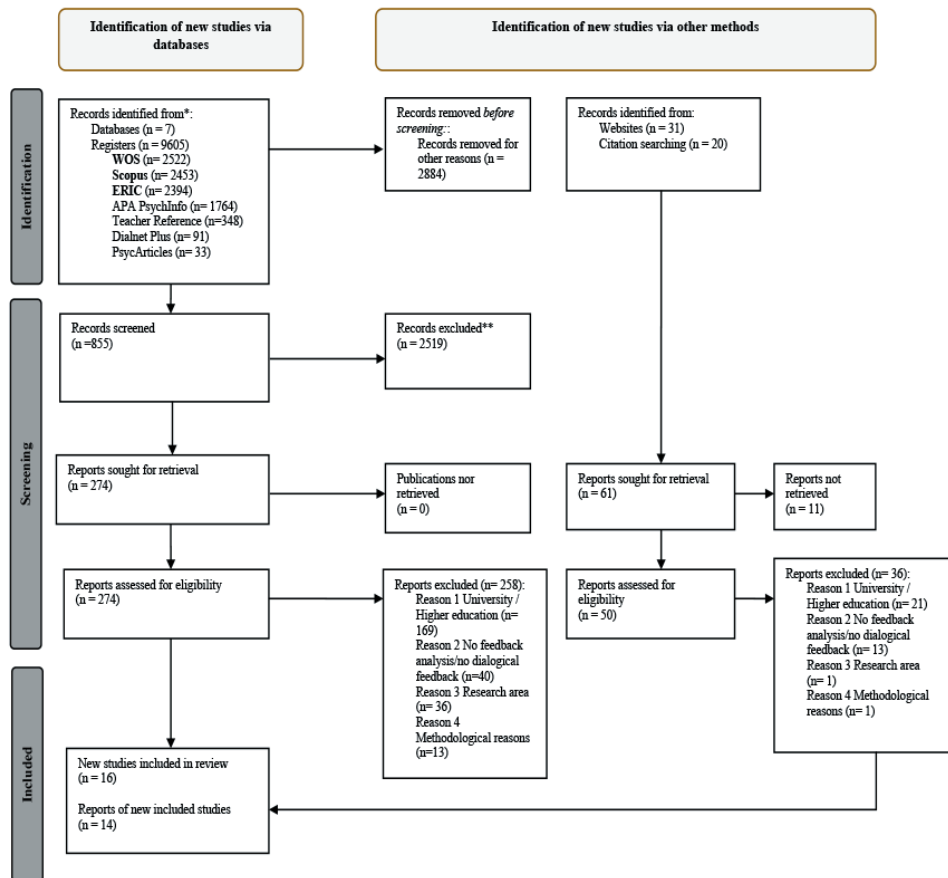 Identification of new studies via
databases
Identification of new studies via other methods
Identification
Records identified from*:
Databases (n = 7)
Registers (n = 9605)
WOS (n= 2522)
Scopus (n= 2453)
ERIC (n= 2394)
APA PsychInfo (n= 1764)
Teacher Reference (n=348)
Dialnet Plus (n= 91)
PsycArticles (n= 33)
Records removed before
screening::
Records removed for
other reasons (n =
2884)
Records identified from:
Websites (n = 31)
Citation searching (n = 20)
Screening
Records screened
(n =855)
Records excluded**
(n = 2519)
Reports sought for retrieval
(n = 274)
Publications nor
retrieved
(n = 0)
Reports sought for retrieval
(n = 61)
Reports not
retrieved
(n = 11)
Reports assessed for eligibility
(n = 274)
Reports excluded (n= 258):
Reason 1 University /
Higher education (n=
169)
Reason 2 No feedback
analysis/no dialogical
feedback (n=40)
Reason 3 Research area
(n= 36)
Reason 4
Methodological reasons
(n=13)
Reports assessed for
eligibility
(n = 50)
Reports excluded (n= 36):
Reason 1 University /
Higher education (n= 21)
Reason 2 No feedback
analysis/no dialogical
feedback (n= 13)
Reason 3 Research area
(n= 1)
Reason 4 Methodological
reasons (n= 1)
Included
New studies included in review
(n = 16)
Reports of new included studies
(n = 14)